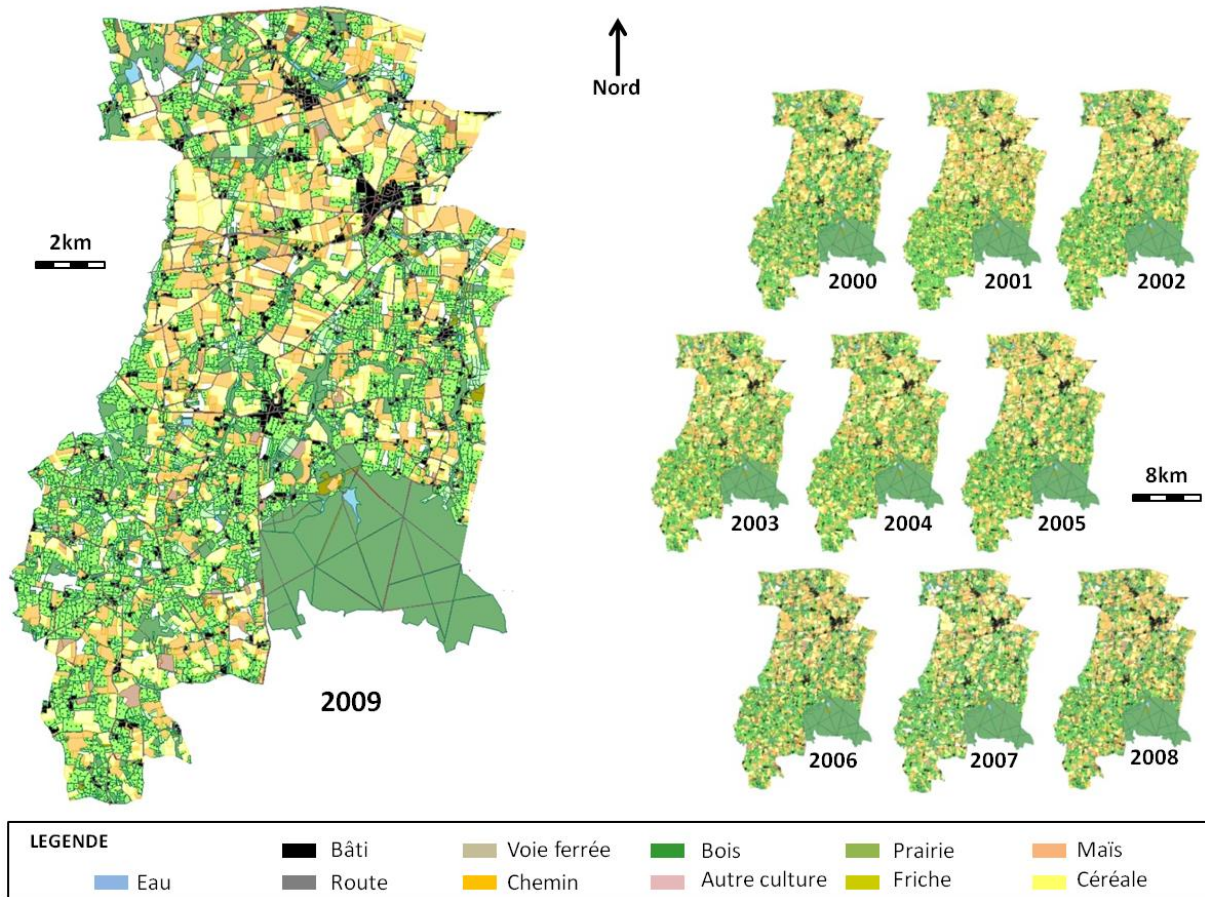 Nord
2km
2009
2000
2001
2002
2003
2004
2005
8km
2006
2007
2008
LEGENDE
Bâti
Voie ferrée
Bois
Prairie
Maïs
Eau
Route
Chemin
Autre culture
Friche
Céréale